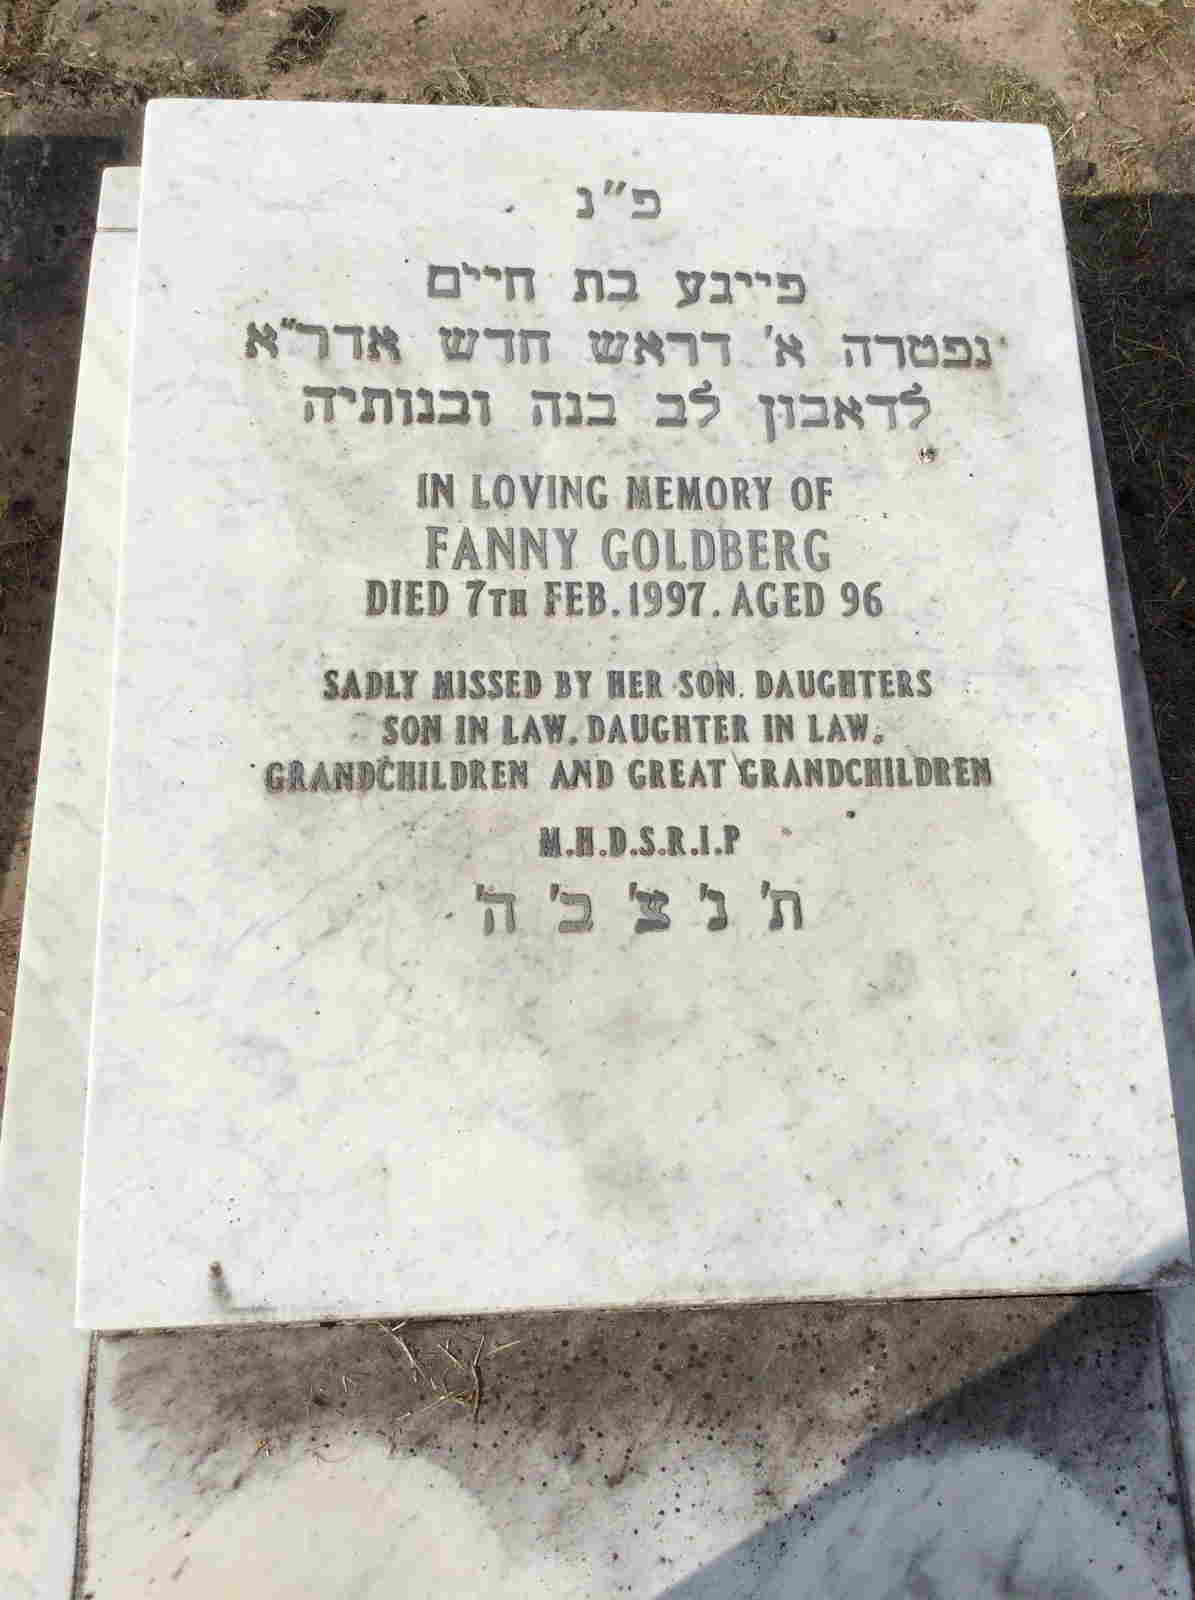 פ"נ
פייגע בת חיים
נפטרה א' דראש חדש אדר"א
לדאבון לב בנה ובנותיה
IN LOVING MEMORY OF
FANNY GOLDBERG
DIED 7TH FEB. 1997. AGED 96
SADLY MISSED BY HER SON. DAUGHTERS
SON IN LAW. DAUGHTER IN LAW.
GRANDCHILDREN AND GREAT GRANDCHILDREN
M.H.D.S.R.I.P
ת' נ' צ' ב' ה'